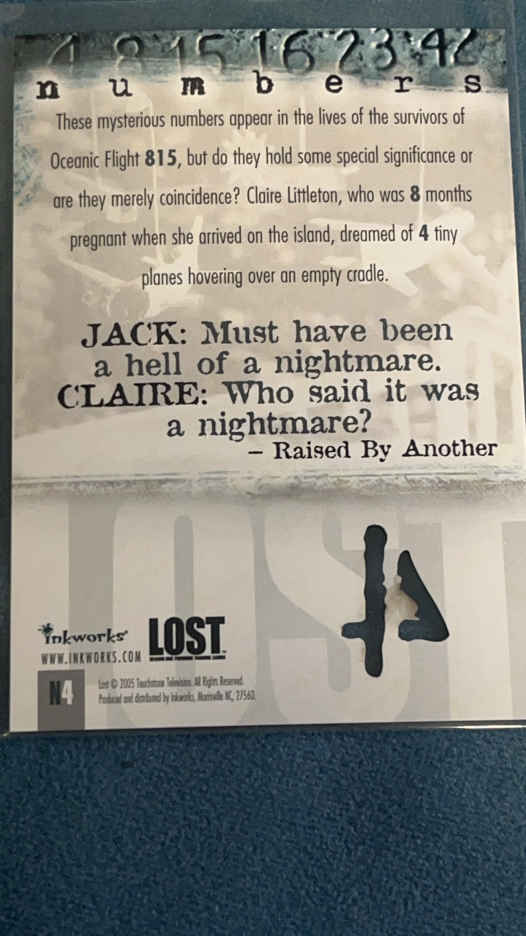 4 8 15 16 23 42
numbers
These mysterious numbers appear in the lives of the survivors of
Oceanic Flight 815, but do they hold some special significance or
are they merely coincidence? Claire Littleton, who was 8 months
pregnant when she arrived on the island, dreamed of 4 tiny
planes hovering over an empty cradle.
JACK: Must have been
a hell of a nightmare.
CLAIRE: Who said it was
a nightmare?
– Raised By Another
LOST
4
inkworks
LOST
WWW.INKWORKS.COM
N4
Lost © 2005 Touchstone Television. All Rights Reserved.
Produced and distributed by Inkworks, Morrisville NC, 27560.